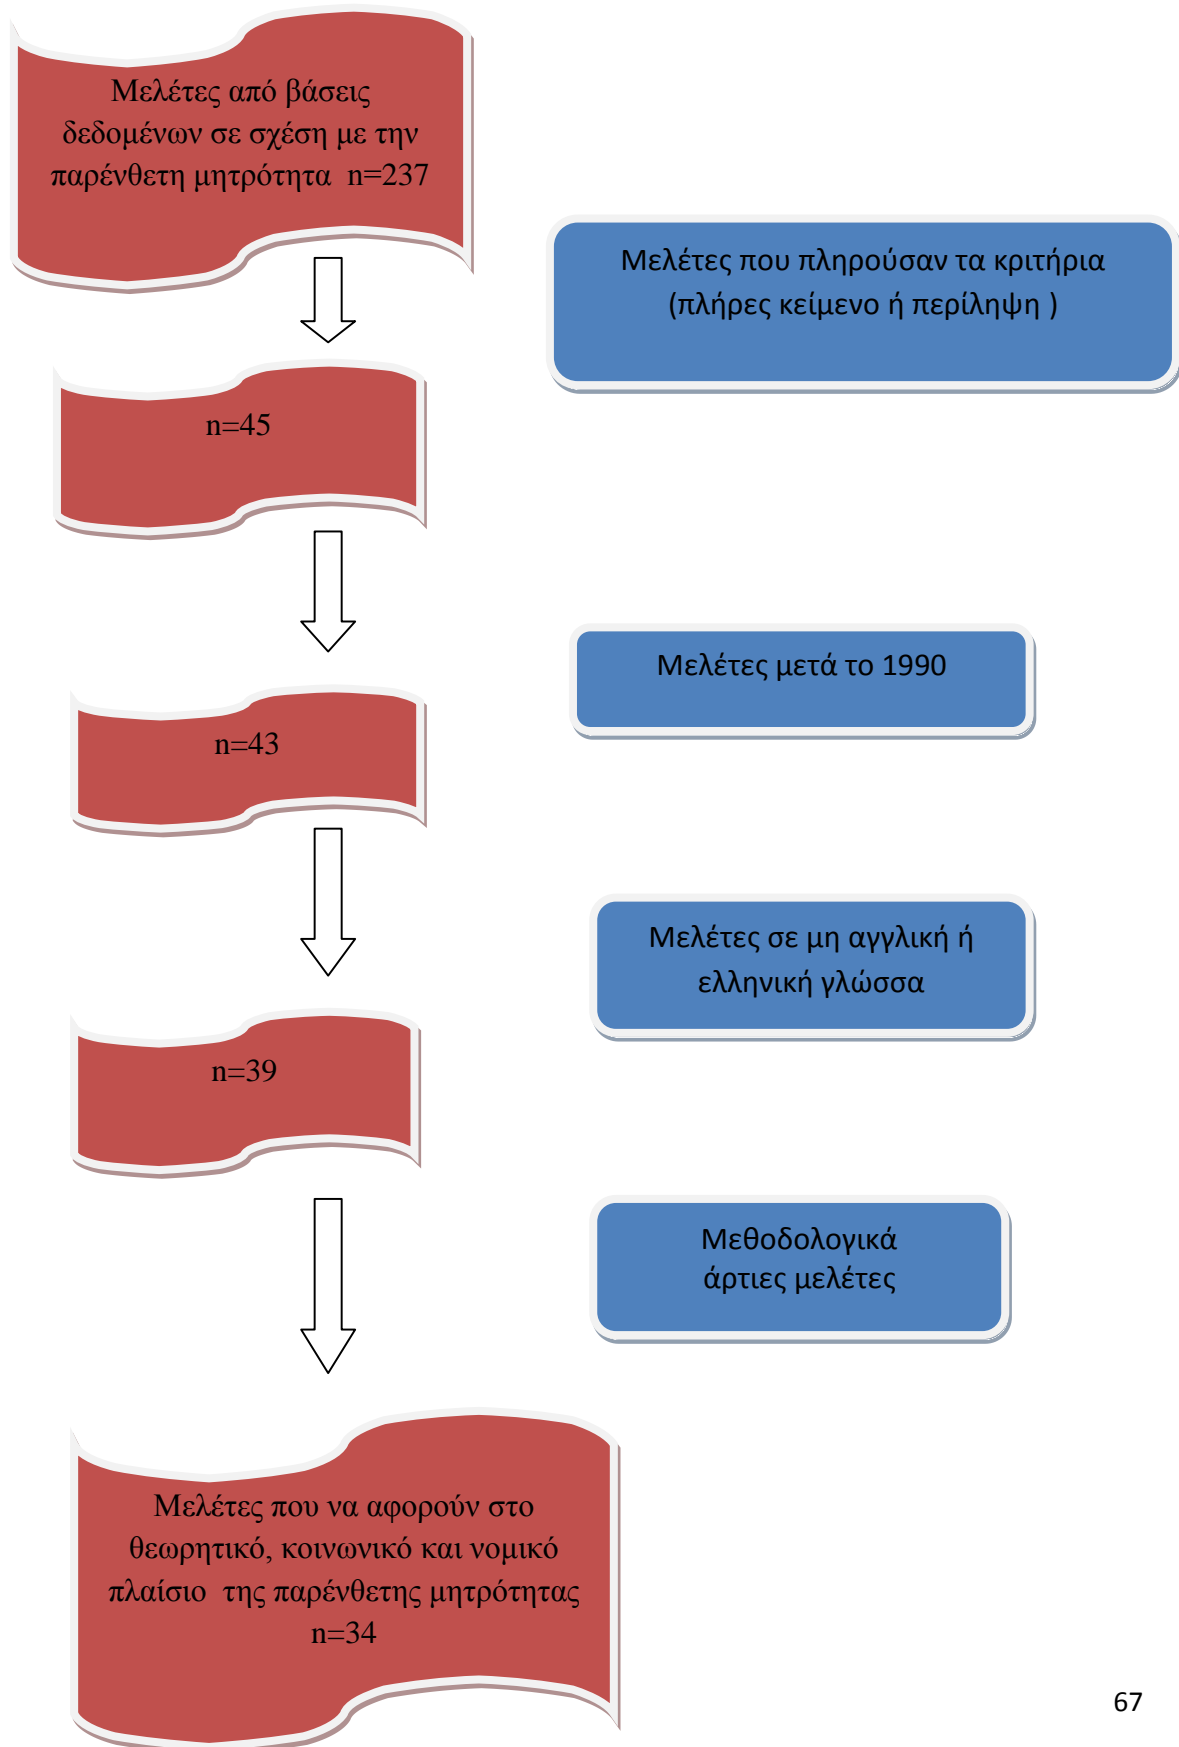 Μελέτες από βάσεις
δεδομένων σε σχέση με την
παρένθετη μητρότητα  n=237
Μελέτες που πληρούσαν τα κριτήρια
(πλήρες κείμενο ή περίληψη )
n=45
Μελέτες μετά το 1990
n=43
Μελέτες σε μη αγγλική ή
ελληνική γλώσσα
n=39
Μεθοδολογικά
άρτιες μελέτες
Μελέτες που να αφορούν στο
θεωρητικό, κοινωνικό και νομικό
πλαίσιο  της παρένθετης μητρότητας
n=34
67